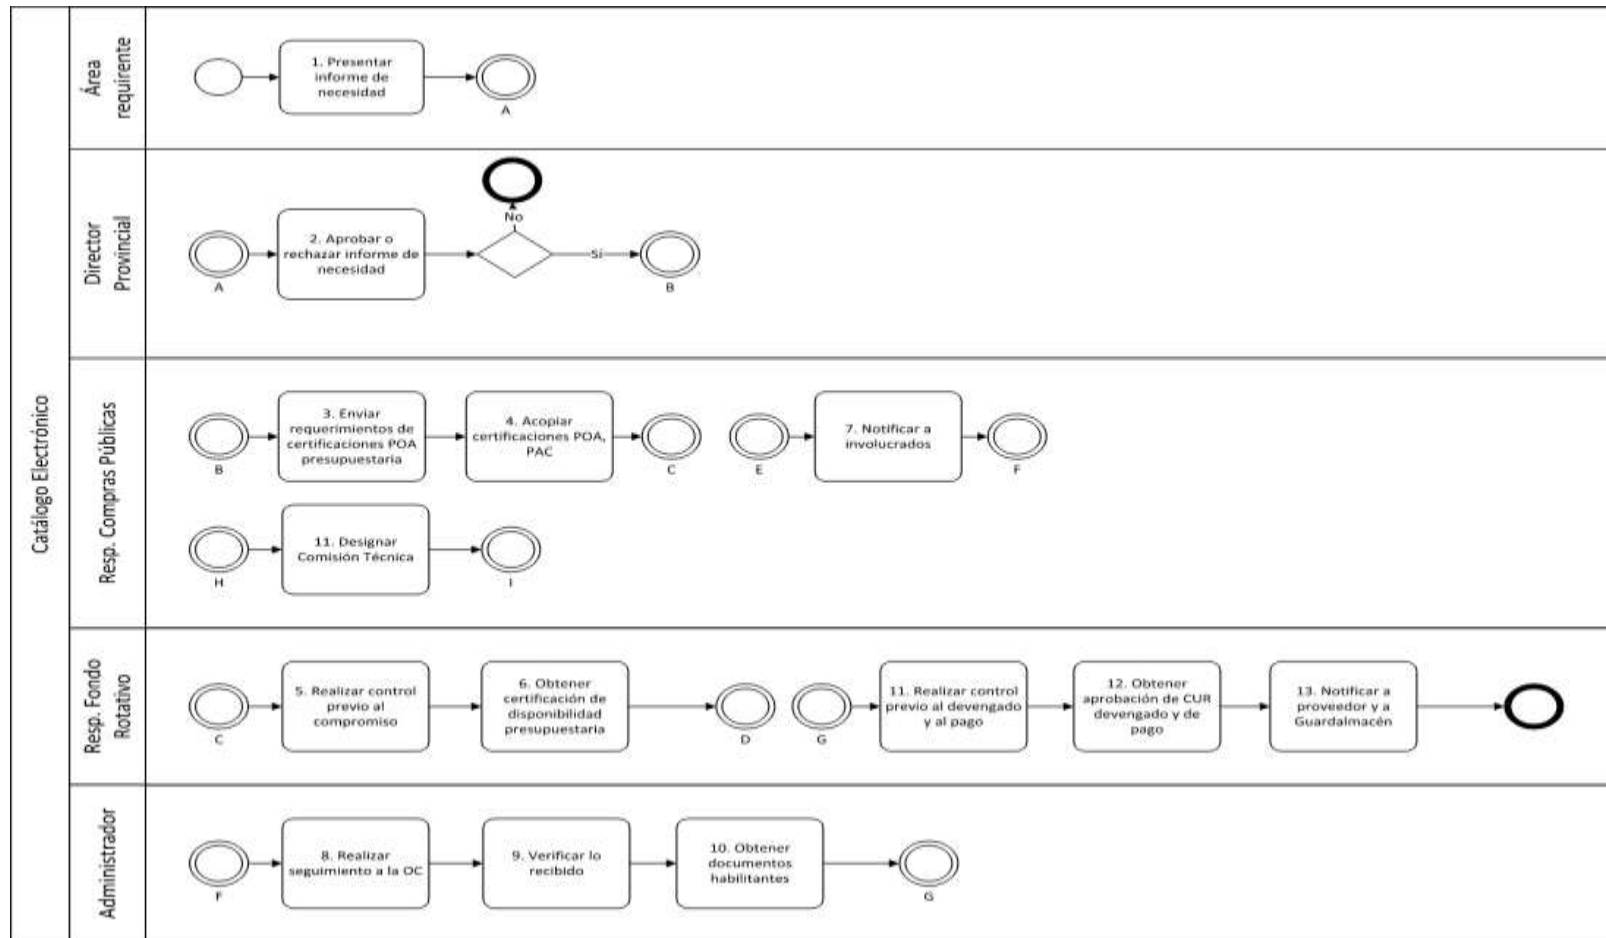 Catálogo Electrónico
Área
requirente
1. Presentar
informe de
necesidad
A
Director
Provincial
A
2. Aprobar o
rechazar informe de
necesidad
No
Sí
B
Resp. Compras Públicas
B
3. Enviar
requerimientos de
certificaciones POA
presupuestaria
4. Acopiar
certificaciones POA,
PAC
C
E
7. Notificar a
involucrados
F
H
11. Designar
Comisión Técnica
I
Resp. Fondo
Rotativo
C
5. Realizar control
previo al
compromiso
6. Obtener
certificación de
disponibilidad
presupuestaria
D
G
11. Realizar control
previo al devengado
y al pago
12. Obtener
aprobación de CUR
devengado y de
pago
13. Notificar a
proveedor y a
Guardalmacén
Administrador
F
8. Realizar
seguimiento a la OC
9. Verificar lo
recibido
10. Obtener
documentos
habilitantes
G